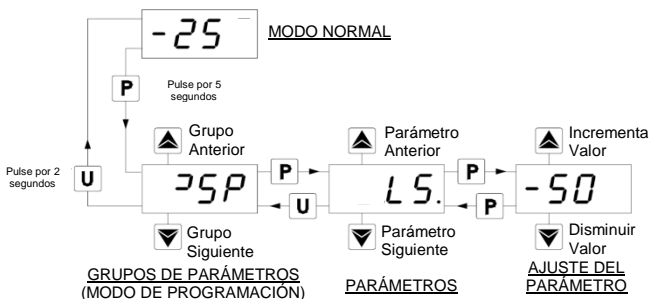 -25
MODO NORMAL
P
Pulse por 5
segundos
Grupo
Anterior
Parámetro
Anterior
Incrementa
Valor
Pulse por 2
segundos
U
ᒣSP
P
U
LS.
P
P
-50
Grupo
Siguiente
Parámetro
Siguiente
Disminuir
Valor
GRUPOS DE PARÁMETROS
(MODO DE PROGRAMACIÓN)
PARÁMETROS
AJUSTE DEL
PARÁMETRO